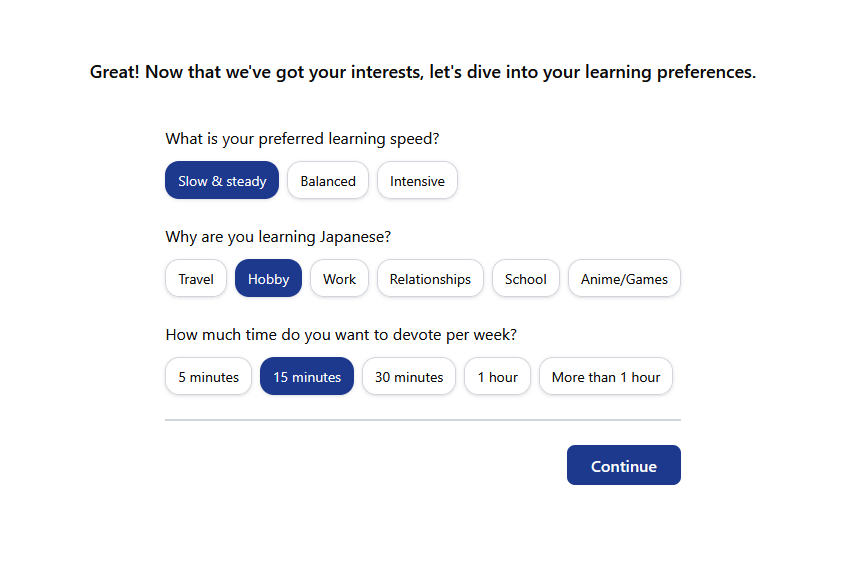 Great! Now that we've got your interests, let's dive into your learning preferences.
What is your preferred learning speed?
Slow & steady Balanced Intensive
Why are you learning Japanese?
Travel Hobby Work Relationships School Anime/Games
How much time do you want to devote per week?
5 minutes 15 minutes 30 minutes 1 hour More than 1 hour
Continue